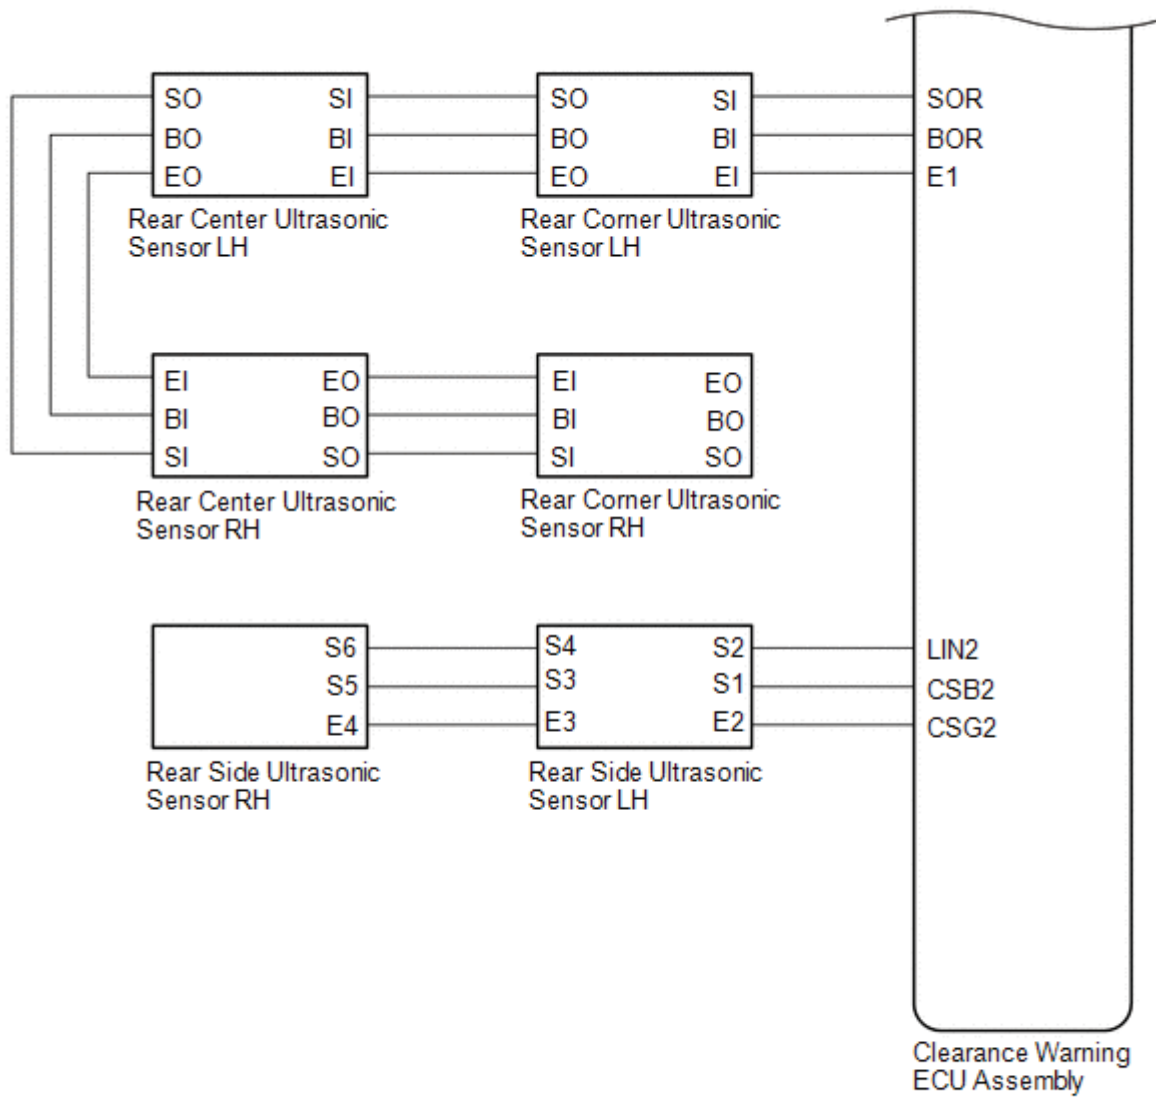 SO SI SO SI SOR
BO BI BO BI BOR
EO EI EO EI E1
Rear Center Ultrasonic
Sensor LH
Rear Corner Ultrasonic
Sensor LH
EI EO EI EO
BI BO BI BO
SI SO SI SO
Rear Center Ultrasonic
Sensor RH
Rear Corner Ultrasonic
Sensor RH
S6 S4 S2 LIN2
S5 S3 S1 CSB2
E4 E3 E2 CSG2
Rear Side Ultrasonic
Sensor RH
Rear Side Ultrasonic
Sensor LH
Clearance Warning
ECU Assembly